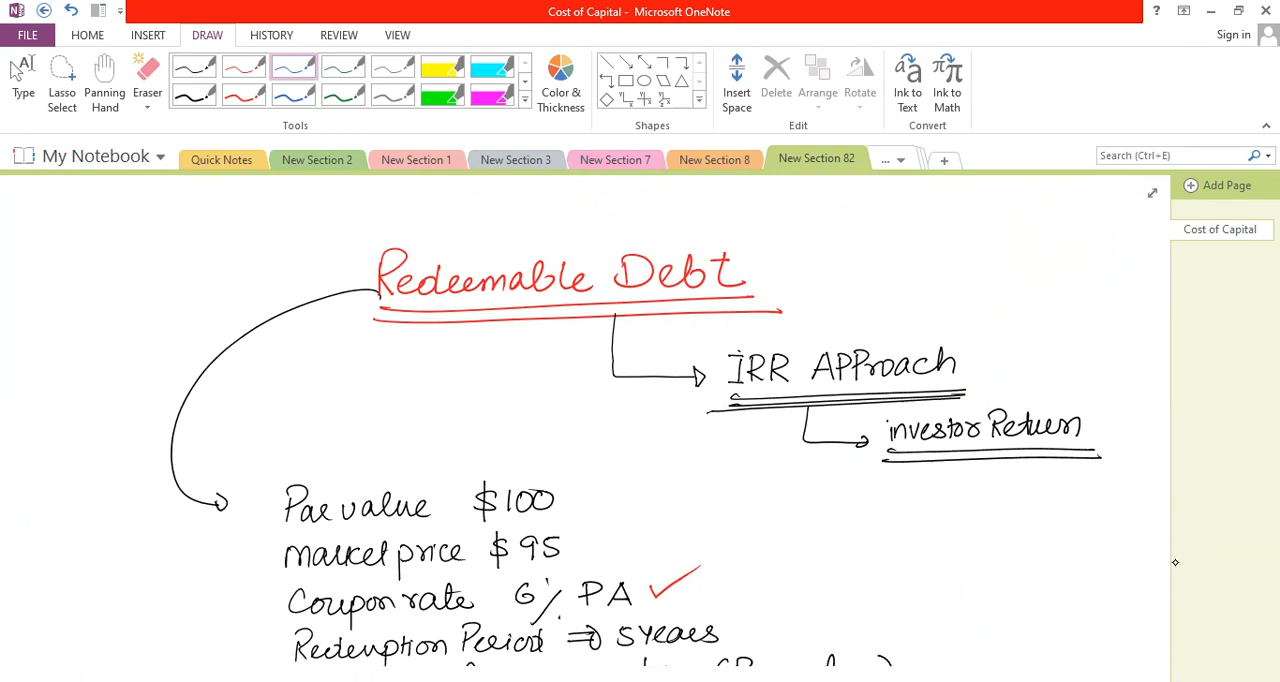 Cost of Capital - Microsoft OneNote
?
Sign in
FILE HOME INSERT DRAW HISTORY REVIEW VIEW
Type
Lasso Select
Panning Hand
Eraser
Color & Thickness
Insert Space
Delete
Arrange
Rotate
Ink to Text
Ink to Math
Tools
Shapes
Edit
Convert
My Notebook
Quick Notes
New Section 2
New Section 1
New Section 3
New Section 7
New Section 8
New Section 82
...
Search (Ctrl+E)
Add Page
Cost of Capital
Redeemable Debt
IRR APProach
investor Return
Par value $100
market price $95
Coupon rate 6% PA
Redemption Period ⇒ 5 years